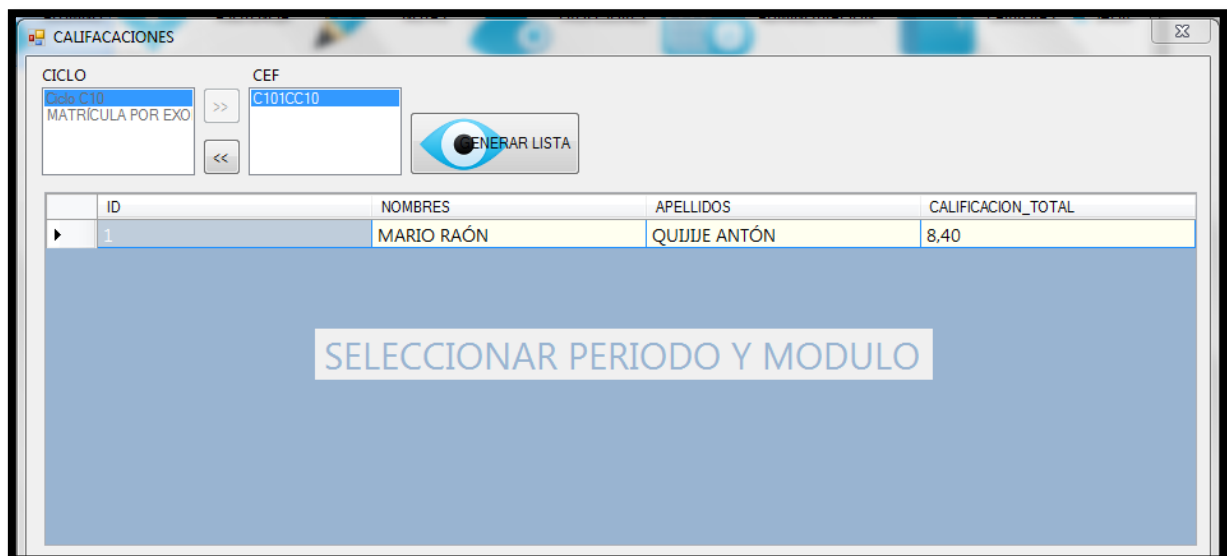 CALIFACACIONES
CICLO CEF
Ciclo C10 >> C101CC10
MATRÍCULA POR EXO
<< GENERAR LISTA
ID NOMBRES APELLIDOS CALIFICACION_TOTAL
1 MARIO RAÓN QUIJIJE ANTÓN 8,40
SELECCIONAR PERIODO Y MODULO